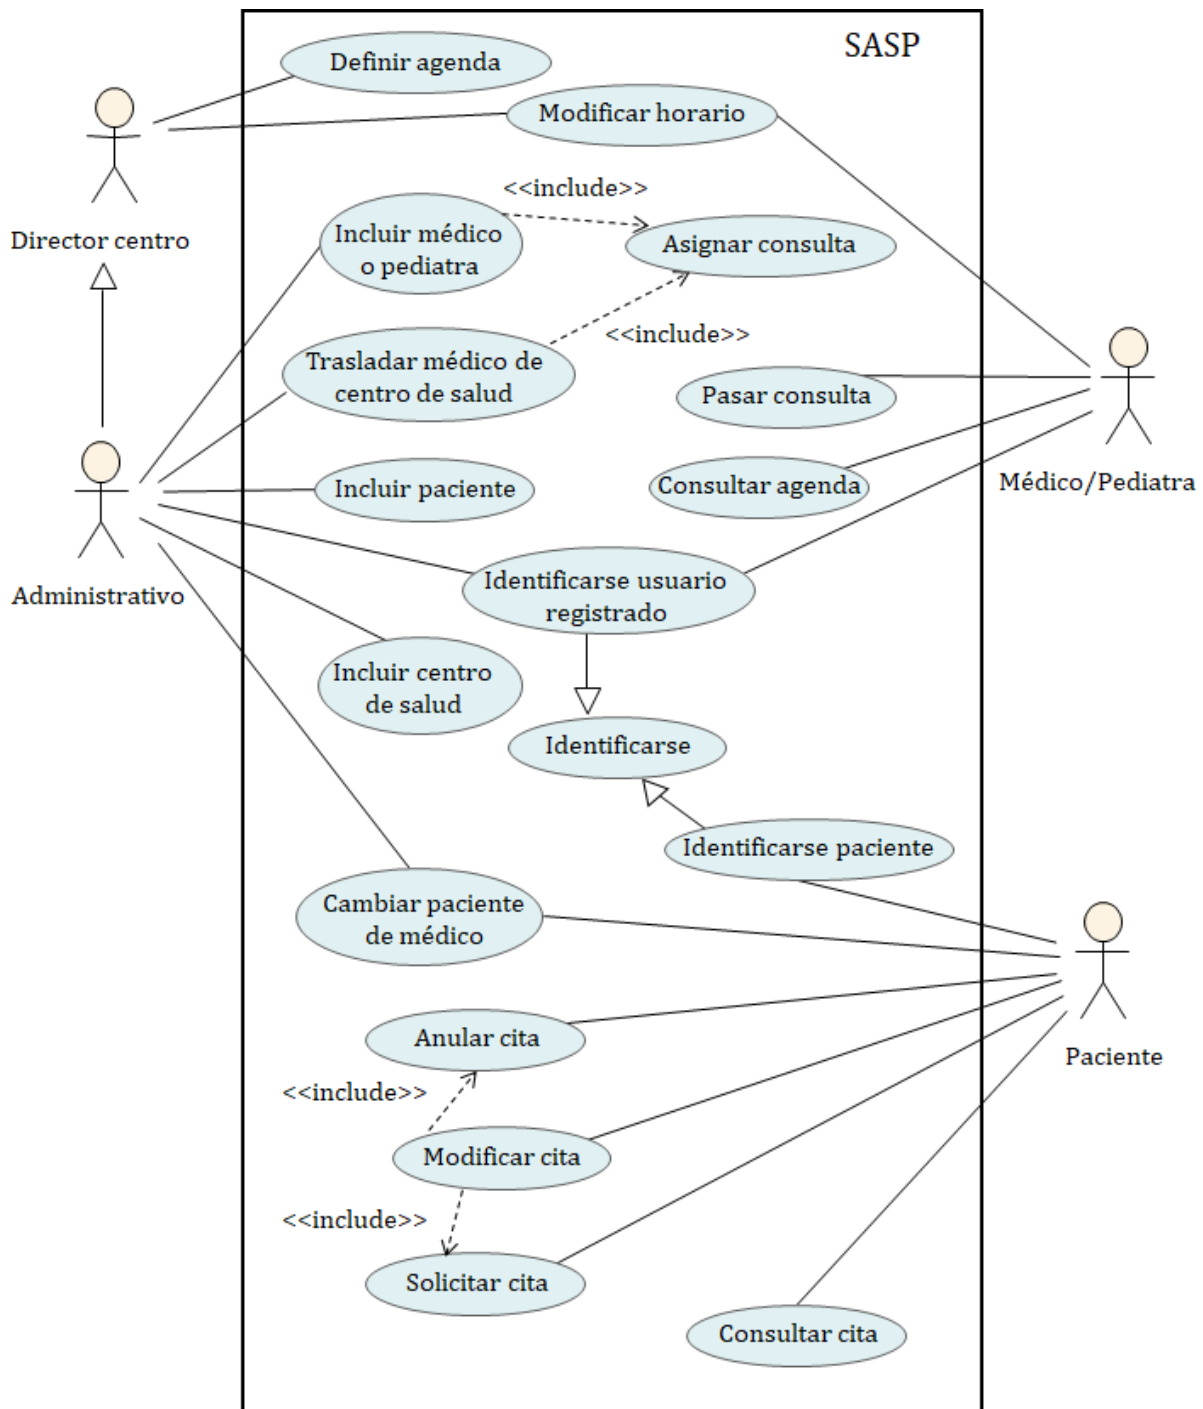 SASP
Definir agenda
Modificar horario
Director centro
<<include>>
Incluir médico
o pediatra
Asignar consulta
<<include>>
Trasladar médico de
centro de salud
Pasar consulta
Médico/Pediatra
Consultar agenda
Incluir paciente
Administrativo
Identificarse usuario
registrado
Incluir centro
de salud
Identificarse
Identificarse paciente
Cambiar paciente
de médico
Paciente
Anular cita
<<include>>
Modificar cita
<<include>>
Solicitar cita
Consultar cita